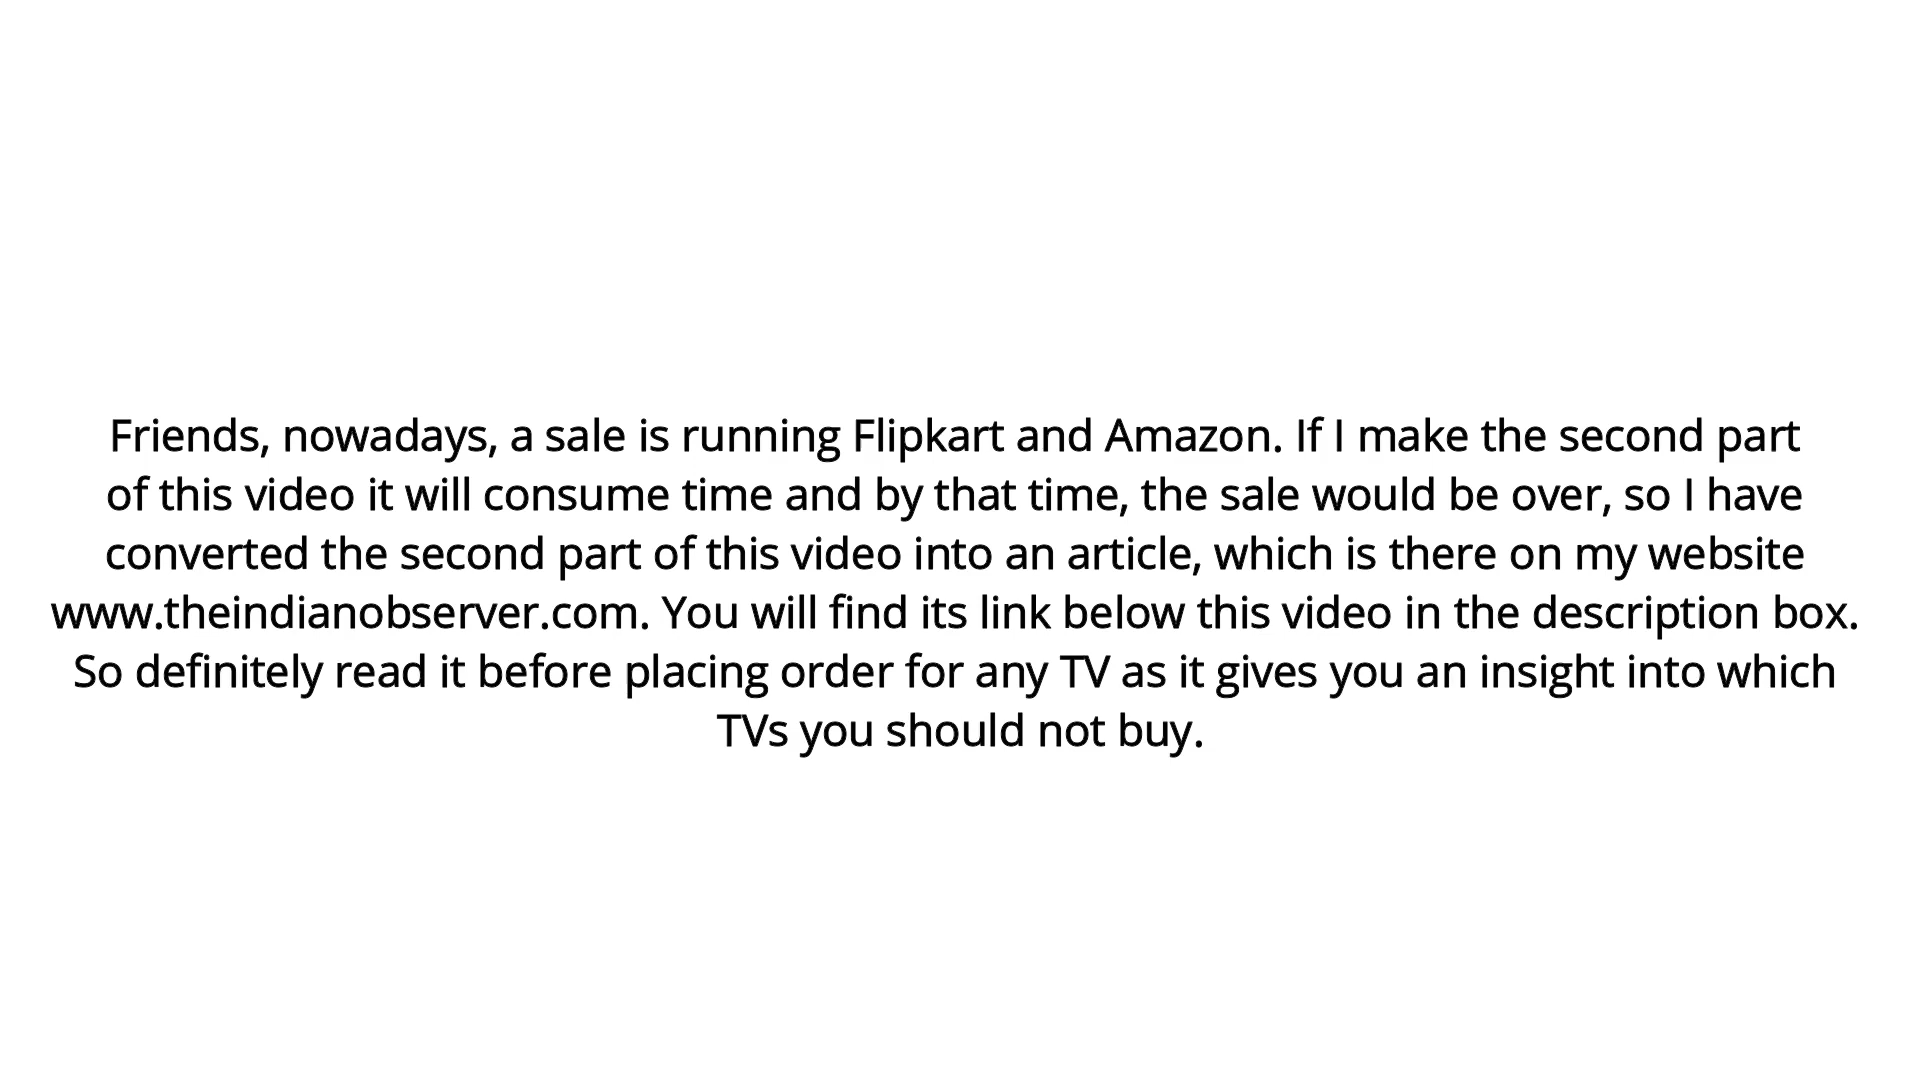 Friends, nowadays, a sale is running Flipkart and Amazon. If I make the second part
of this video it will consume time and by that time, the sale would be over, so I have
converted the second part of this video into an article, which is there on my website
www.theindianobserver.com. You will find its link below this video in the description box.
So definitely read it before placing order for any TV as it gives you an insight into which
TVs you should not buy.